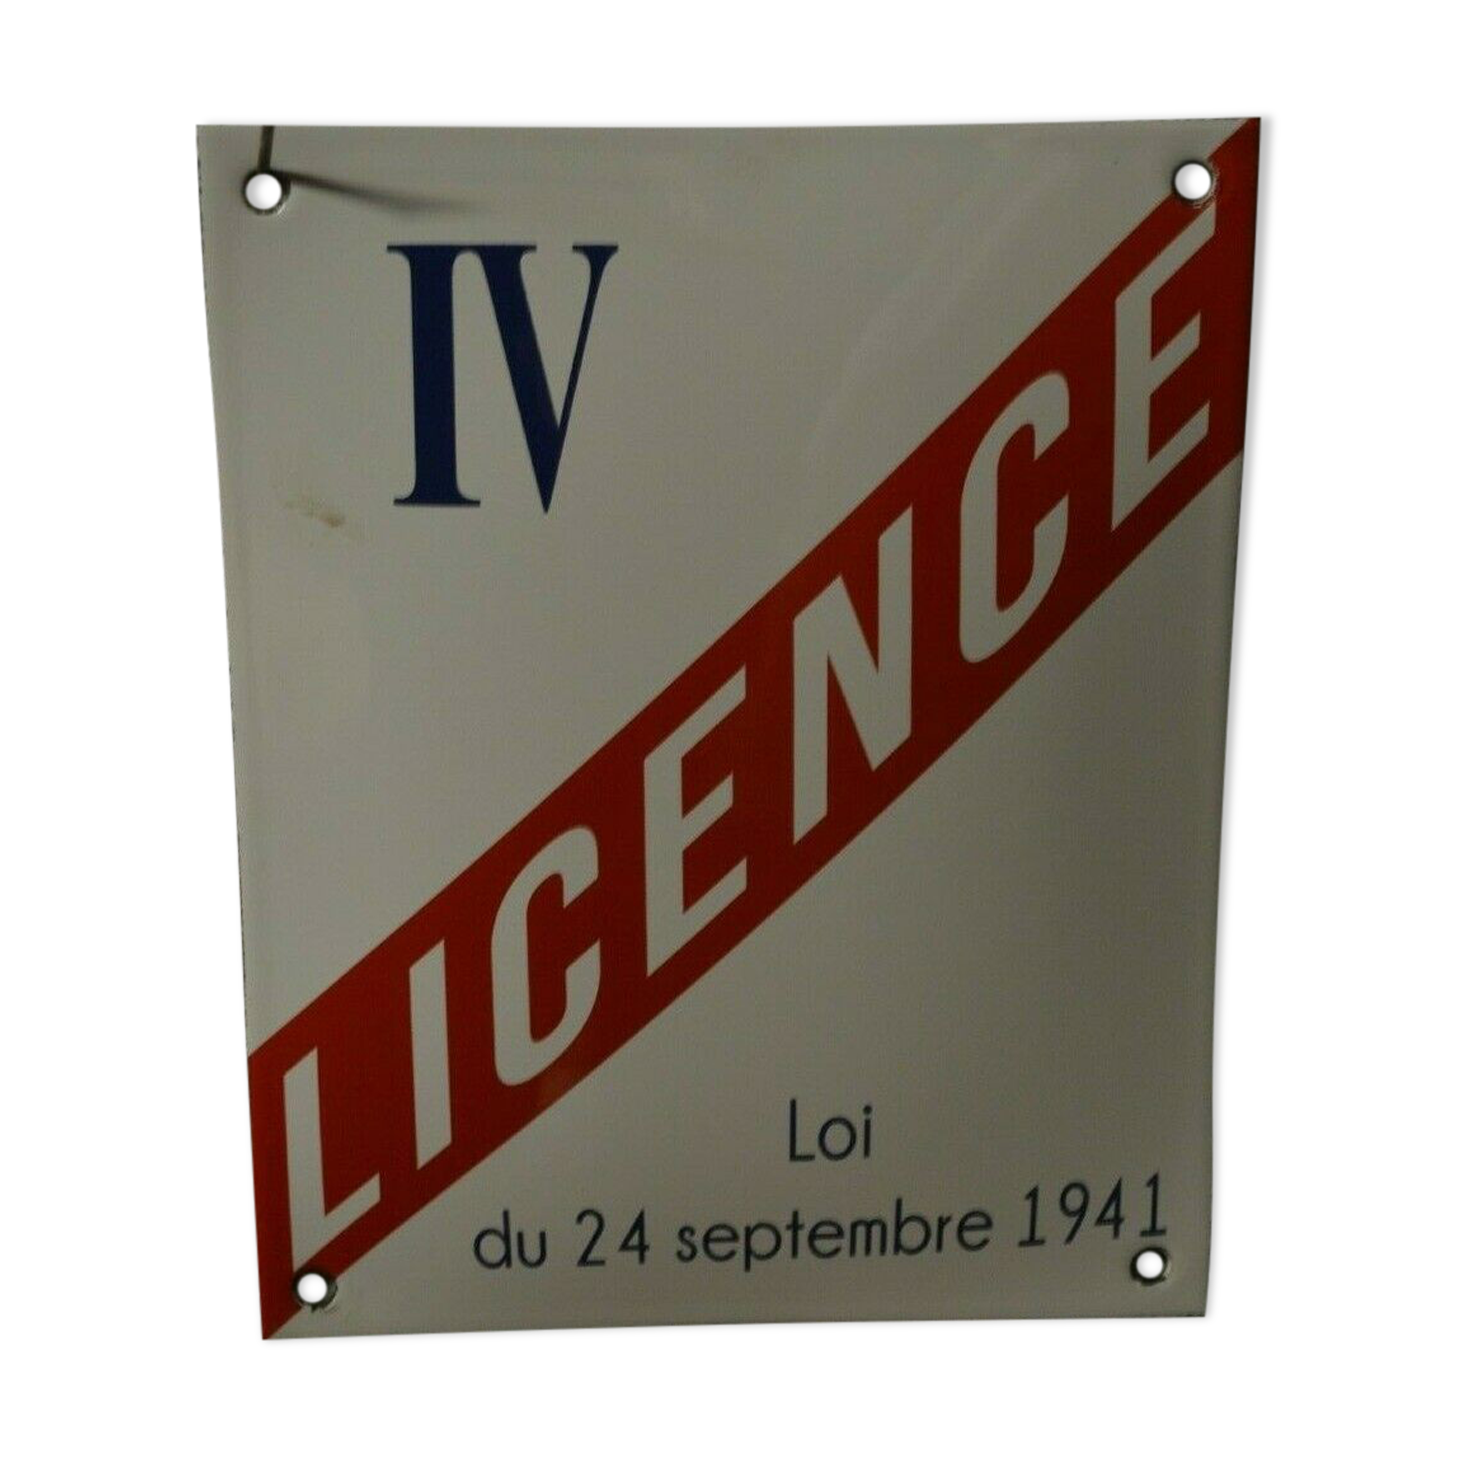 IV
LICENCE
Loi
du 24 septembre 1941